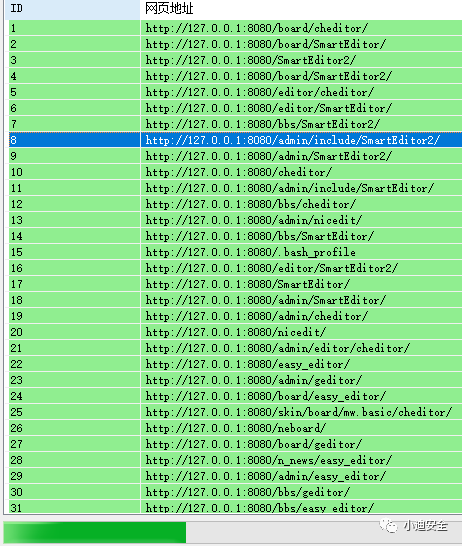 ID 网页地址
1 http://127.0.0.1:8080/board/cheditor/
2 http://127.0.0.1:8080/board/SmartEditor/
3 http://127.0.0.1:8080/SmartEditor2/
4 http://127.0.0.1:8080/board/SmartEditor2/
5 http://127.0.0.1:8080/editor/cheditor/
6 http://127.0.0.1:8080/editor/SmartEditor/
7 http://127.0.0.1:8080/bbs/SmartEditor2/
8 http://127.0.0.1:8080/admin/include/SmartEditor2/
9 http://127.0.0.1:8080/admin/SmartEditor2/
10 http://127.0.0.1:8080/cheditor/
11 http://127.0.0.1:8080/admin/include/SmartEditor/
12 http://127.0.0.1:8080/bbs/cheditor/
13 http://127.0.0.1:8080/admin/nicedit/
14 http://127.0.0.1:8080/bbs/SmartEditor/
15 http://127.0.0.1:8080/.bash_profile
16 http://127.0.0.1:8080/editor/SmartEditor2/
17 http://127.0.0.1:8080/SmartEditor/
18 http://127.0.0.1:8080/admin/SmartEditor/
19 http://127.0.0.1:8080/admin/cheditor/
20 http://127.0.0.1:8080/nicedit/
21 http://127.0.0.1:8080/admin/editor/cheditor/
22 http://127.0.0.1:8080/easy_editor/
23 http://127.0.0.1:8080/admin/geditor/
24 http://127.0.0.1:8080/board/easy_editor/
25 http://127.0.0.1:8080/skin/board/mw.basic/cheditor/
26 http://127.0.0.1:8080/neboard/
27 http://127.0.0.1:8080/board/geditor/
28 http://127.0.0.1:8080/n_news/easy_editor/
29 http://127.0.0.1:8080/admin/easy_editor/
30 http://127.0.0.1:8080/bbs/geditor/
31 http://127.0.0.1:8080/bbs/easy_editor/
小迪安全